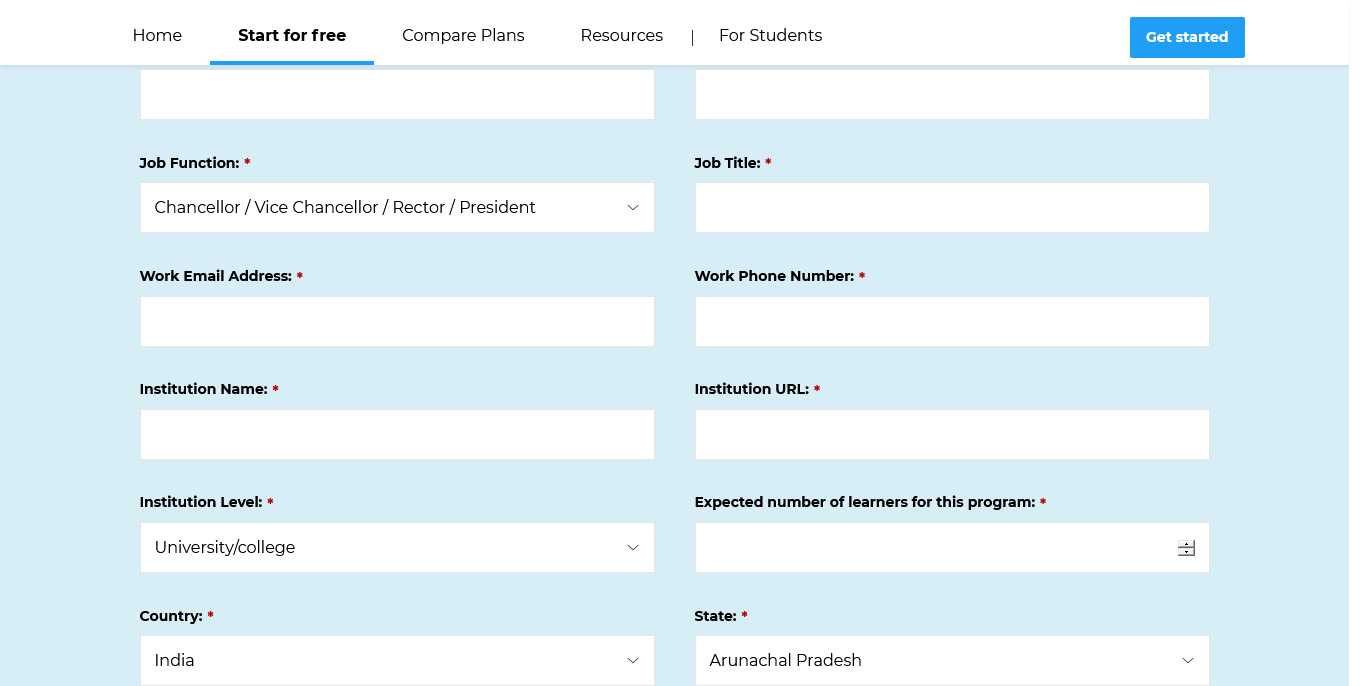 Home
Start for free
Compare Plans
Resources
|
For Students
Get started
Job Function: *
Job Title: *
Chancellor / Vice Chancellor / Rector / President
Work Email Address: *
Work Phone Number: *
Institution Name: *
Institution URL: *
Institution Level: *
Expected number of learners for this program: *
University/college
Country: *
State: *
India
Arunachal Pradesh